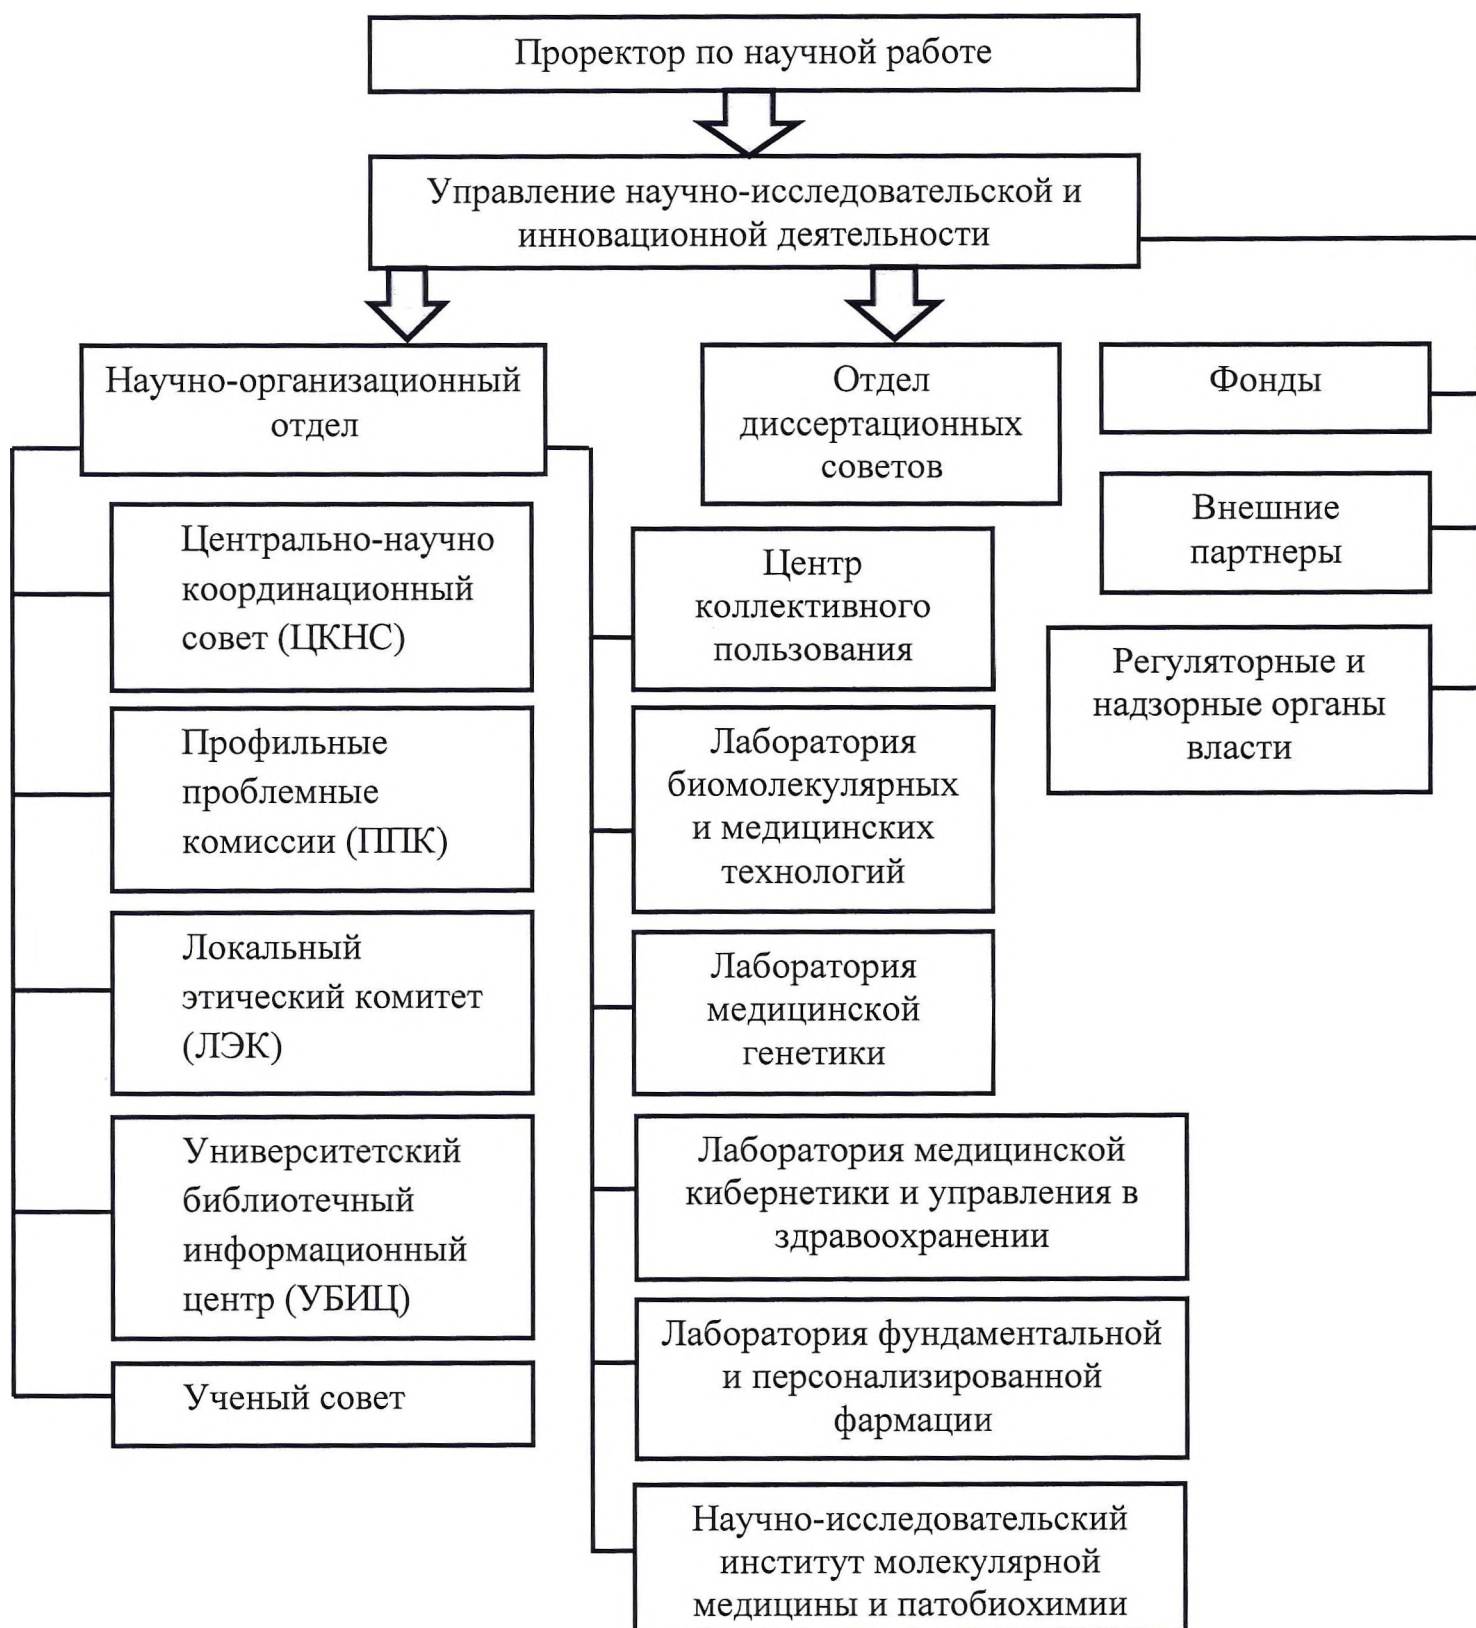 Проректор по научной работе
Управление научно-исследовательской и
инновационной деятельности
Научно-организационный
отдел
Отдел
диссертационных
советов
Фонды
Внешние
партнеры
Регуляторные и
надзорные органы
власти
Центрально-научно
координационный
совет (ЦКНС)
Профильные
проблемные
комиссии (ППК)
Локальный
этический комитет
(ЛЭК)
Университетский
библиотечный
информационный
центр (УБИЦ)
Ученый совет
Центр
коллективного
пользования
Лаборатория
биомолекулярных
и медицинских
технологий
Лаборатория
медицинской
генетики
Лаборатория медицинской
кибернетики и управления в
здравоохранении
Лаборатория фундаментальной
и персонализированной
фармации
Научно-исследовательский
институт молекулярной
медицины и патобиохимии